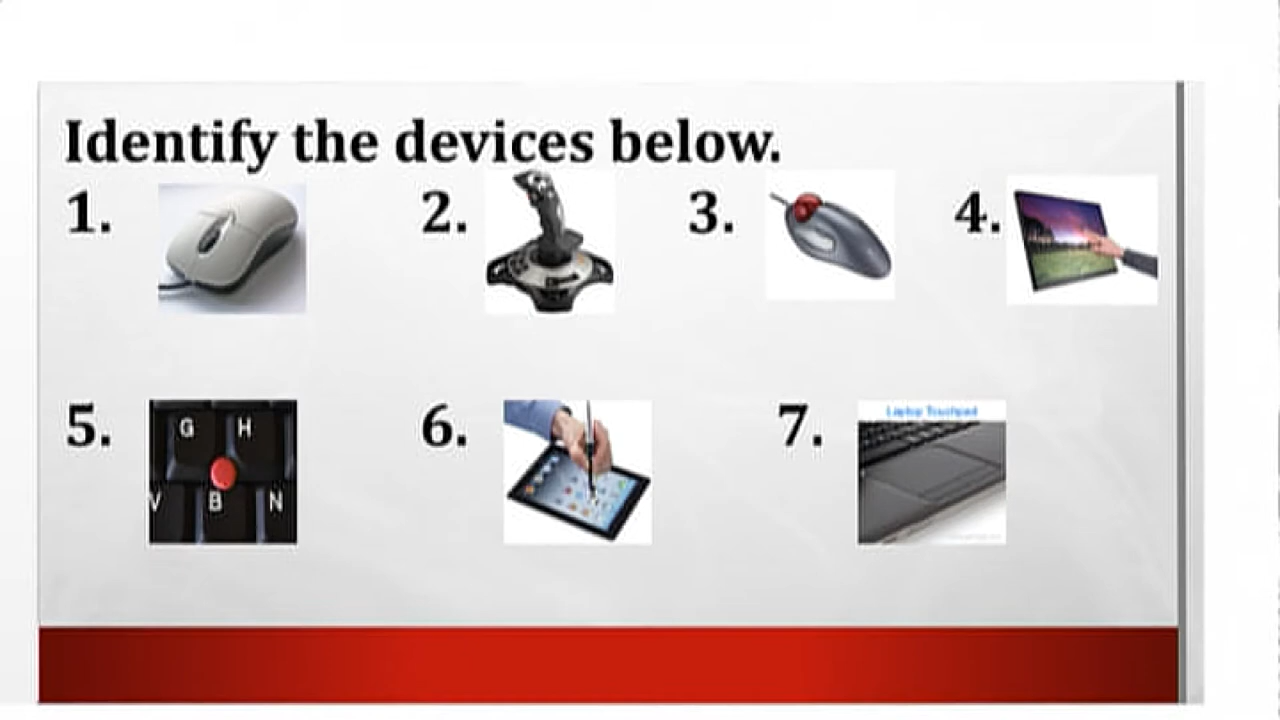 Identify the devices below.
1. 2. 3. 4.
5. 6. 7.
Laptop Touchpad
G H
V B N